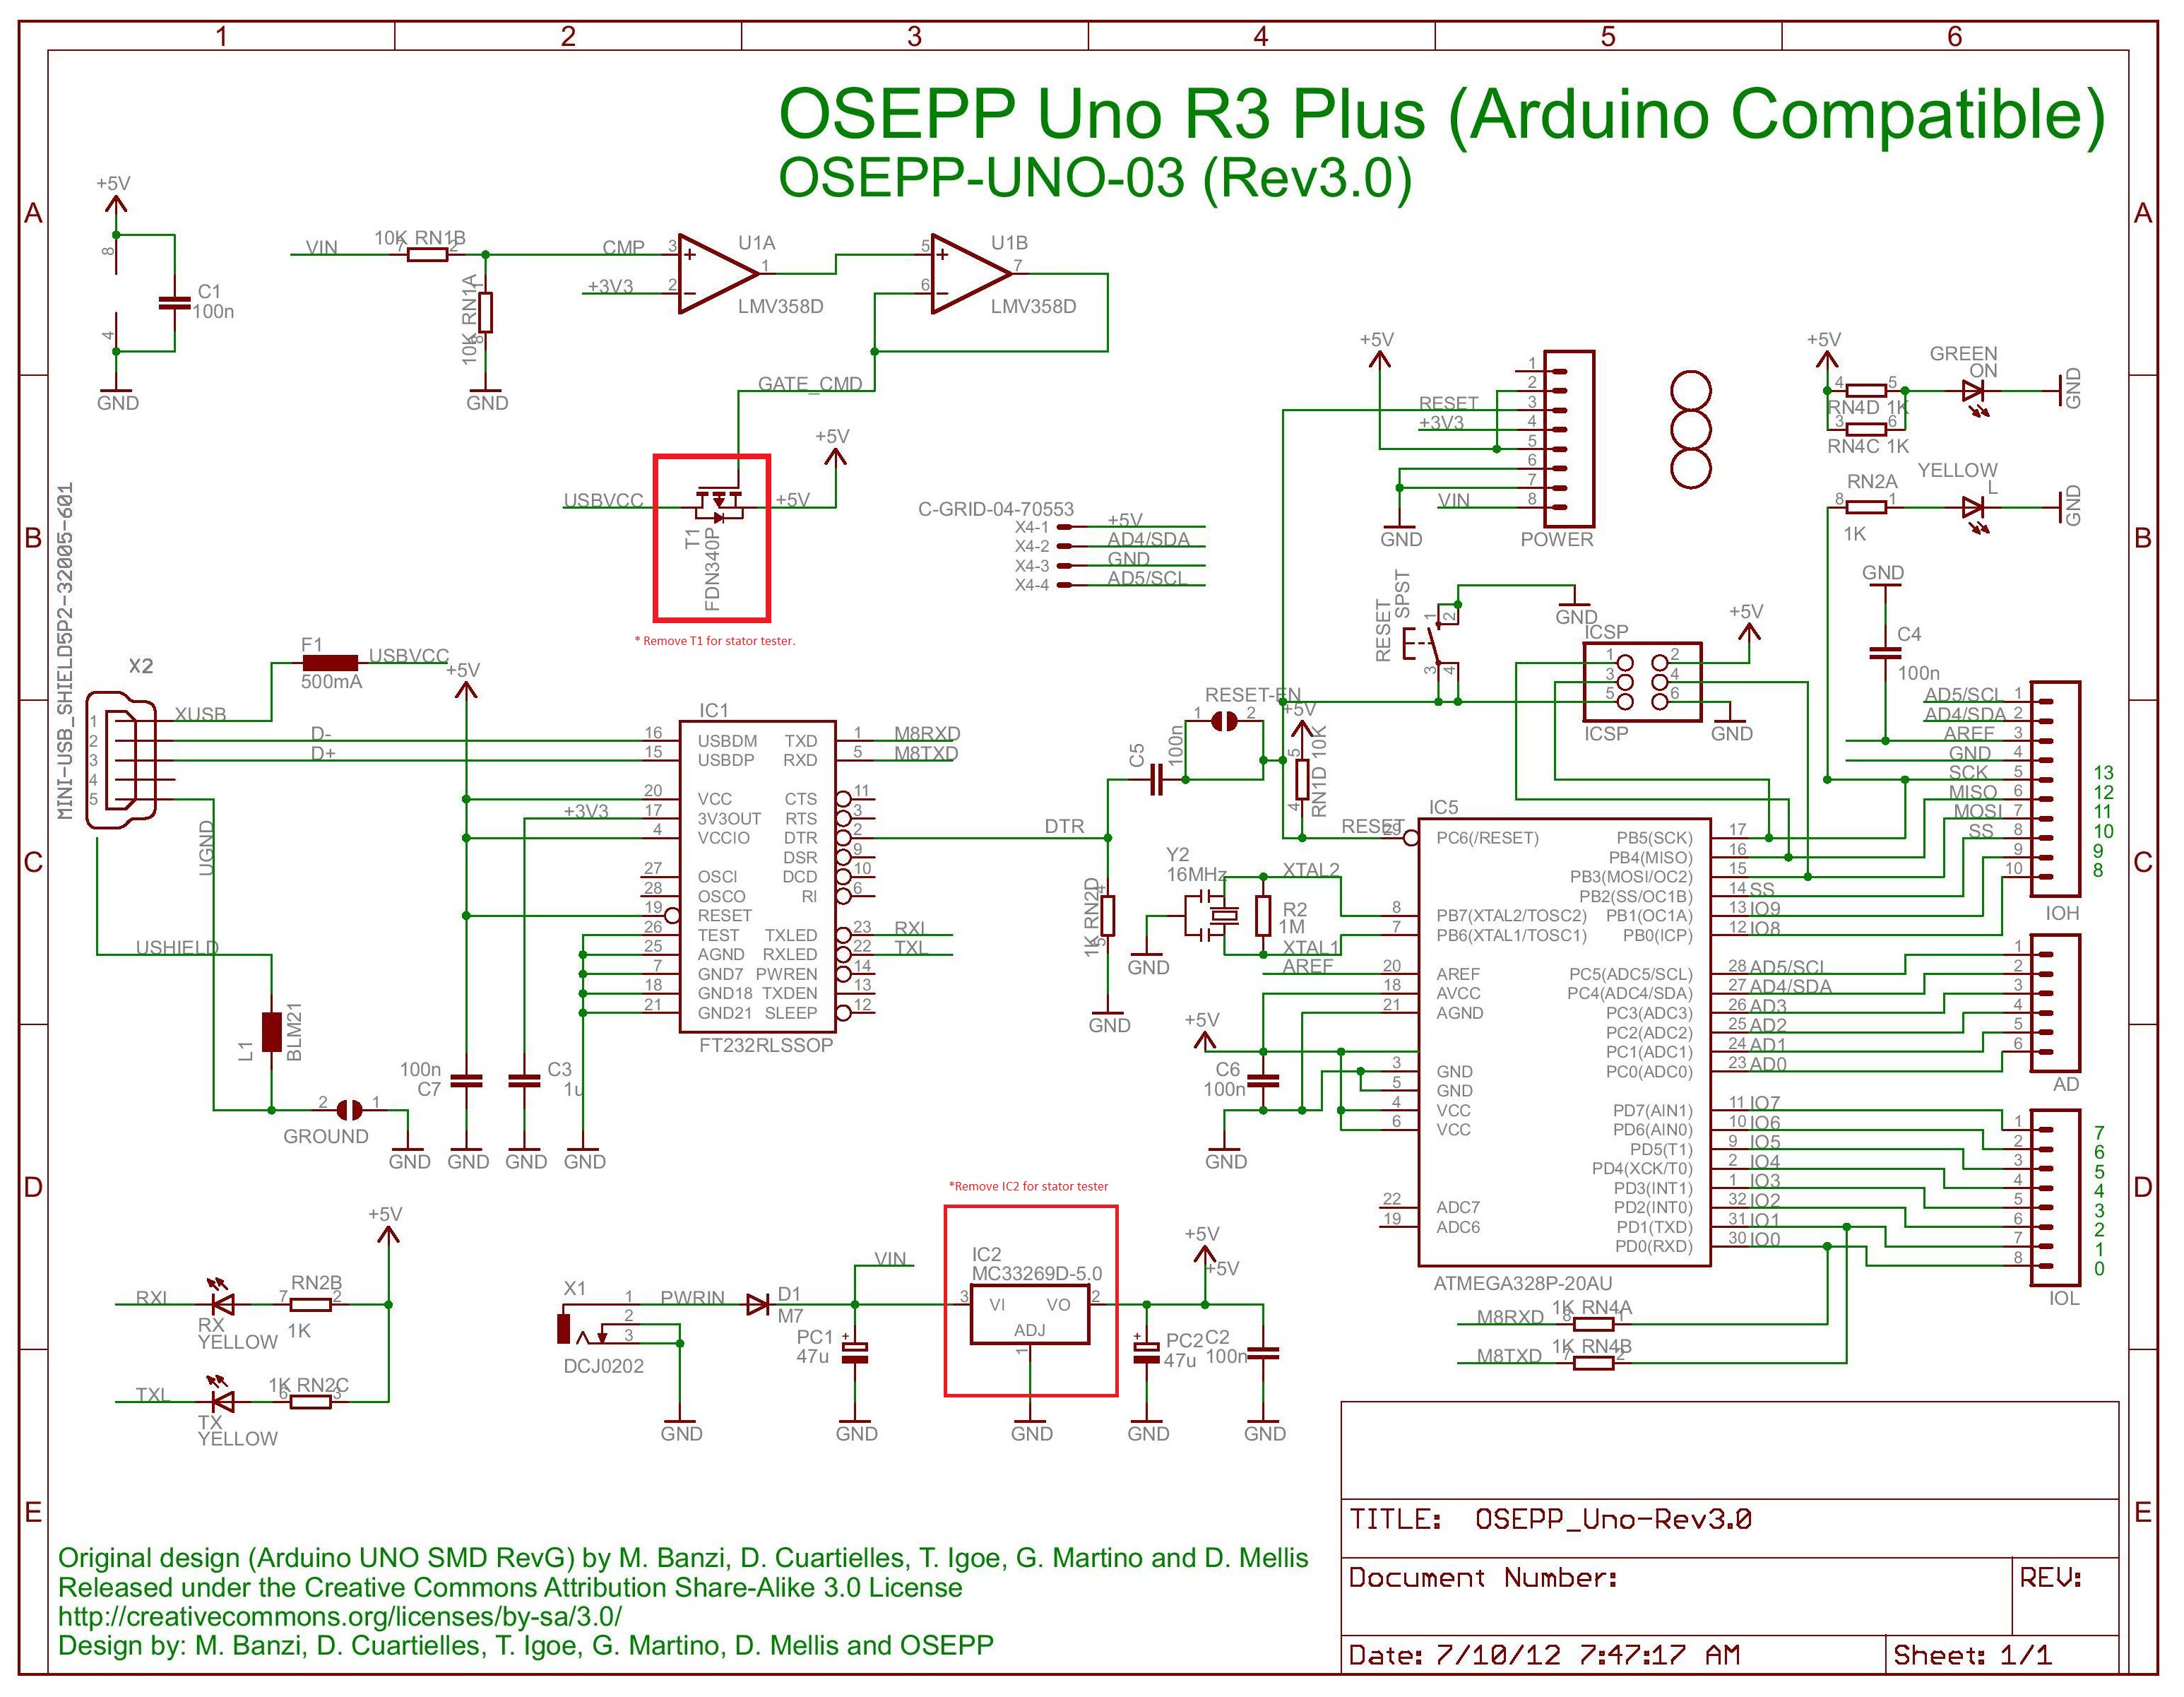 1 2 3 4 5 6
OSEPP Uno R3 Plus (Arduino Compatible)
OSEPP-UNO-03 (Rev3.0)
A
A
+5V
8
4
C1
100n
GND
VIN
10K RN1B
7 2
10K RN1A
1
8
GND
CMP
+3V3
3
2
U1A
1
LMV358D
5
6
U1B
7
LMV358D
GATE_CMD
+5V
USBVCC
+5V
T1
FDN340P
* Remove T1 for stator tester.
C-GRID-04-70553
X4-1 +5V
X4-2 AD4/SDA
X4-3 GND
X4-4 AD5/SCL
+5V
RESET
+3V3
VIN
1
2
3
4
5
6
7
8
GND
POWER
+5V
GREEN
ON
4 5
RN4D 1K
3 6
RN4C 1K
GND
YELLOW
L
RN2A
8 1
1K
GND
B
B
MINI-USB_SHIELD5P2-32005-601
X2
F1
500mA
USBVCC
+5V
1
2
3
4
5
XUSB
D-
D+
UGND
USHIELD
L1
BLM21
2 1
GROUND
GND
+3V3
100n
C7
GND
C3
1u
GND
GND
IC1
16 USBDM TXD 1 M8RXD
15 USBDP RXD 5 M8TXD
20 VCC CTS 11
17 3V3OUT RTS 3
4 VCCIO DTR 2
DSR 9
27 OSCI DCD 10
28 OSCO RI 6
19 RESET
26 TEST TXLED 23 RXL
25 AGND RXLED 22 TXL
7 GND7 PWREN 14
18 GND18 TXDEN 13
21 GND21 SLEEP 12
FT232RLSSOP
DTR
1K RN2D
4
5
GND
C5
100n
RESET-EN
1 2
+5V
5
4
RN1D 10K
RESET
RESET
SPST
1
2
3
4
GND
ICSP
1 2
3 4
5 6
ICSP
+5V
GND
GND
C4
100n
AD5/SCL 1
AD4/SDA 2
AREF 3
GND 4
SCK 5 13
MISO 6 12
MOSI 7 11
SS 8 10
9 9
10 8
IOH
C
C
Y2
16MHz
GND
XTAL2
R2
1M
XTAL1
AREF
+5V
C6
100n
GND
IC5
29 PC6(/RESET) PB5(SCK) 17
PB4(MISO) 16
PB3(MOSI/OC2) 15
PB2(SS/OC1B) 14 SS
8 PB7(XTAL2/TOSC2) PB1(OC1A) 13 IO9
7 PB6(XTAL1/TOSC1) PB0(ICP) 12 IO8
20 AREF PC5(ADC5/SCL) 28 AD5/SCL
18 AVCC PC4(ADC4/SDA) 27 AD4/SDA
21 AGND PC3(ADC3) 26 AD3
PC2(ADC2) 25 AD2
PC1(ADC1) 24 AD1
3 GND PC0(ADC0) 23 AD0
5 GND
4 VCC PD7(AIN1) 11 IO7
6 VCC PD6(AIN0) 10 IO6
PD5(T1) 9 IO5
PD4(XCK/T0) 2 IO4
PD3(INT1) 1 IO3
22 ADC7 PD2(INT0) 32 IO2
19 ADC6 PD1(TXD) 31 IO1
PD0(RXD) 30 IO0
ATMEGA328P-20AU
1
2
3
4
5
6
AD
1 7
2 6
3 5
4 4
5 3
6 2
7 1
8 0
IOL
M8RXD
1K RN4A
8 1
M8TXD
1K RN4B
7 2
D
D
+5V
RXL
RX
YELLOW
RN2B
7 2
1K
TXL
TX
YELLOW
1K RN2C
6 3
X1
1
2
3
DCJ0202
PWRIN
D1
M7
VIN
PC1
47u
+
GND
GND
*Remove IC2 for stator tester
IC2
MC33269D-5.0
3 VI VO 2
ADJ
1
GND
+5V
+5V
+
PC2
47u
C2
100n
GND
GND
E
E
Original design (Arduino UNO SMD RevG) by M. Banzi, D. Cuartielles, T. Igoe, G. Martino and D. Mellis
Released under the Creative Commons Attribution Share-Alike 3.0 License
http://creativecommons.org/licenses/by-sa/3.0/
Design by: M. Banzi, D. Cuartielles, T. Igoe, G. Martino, D. Mellis and OSEPP
TITLE: OSEPP_Uno-Rev3.0
Document Number:
REV:
Date: 7/10/12 7:47:17 AM
Sheet: 1/1